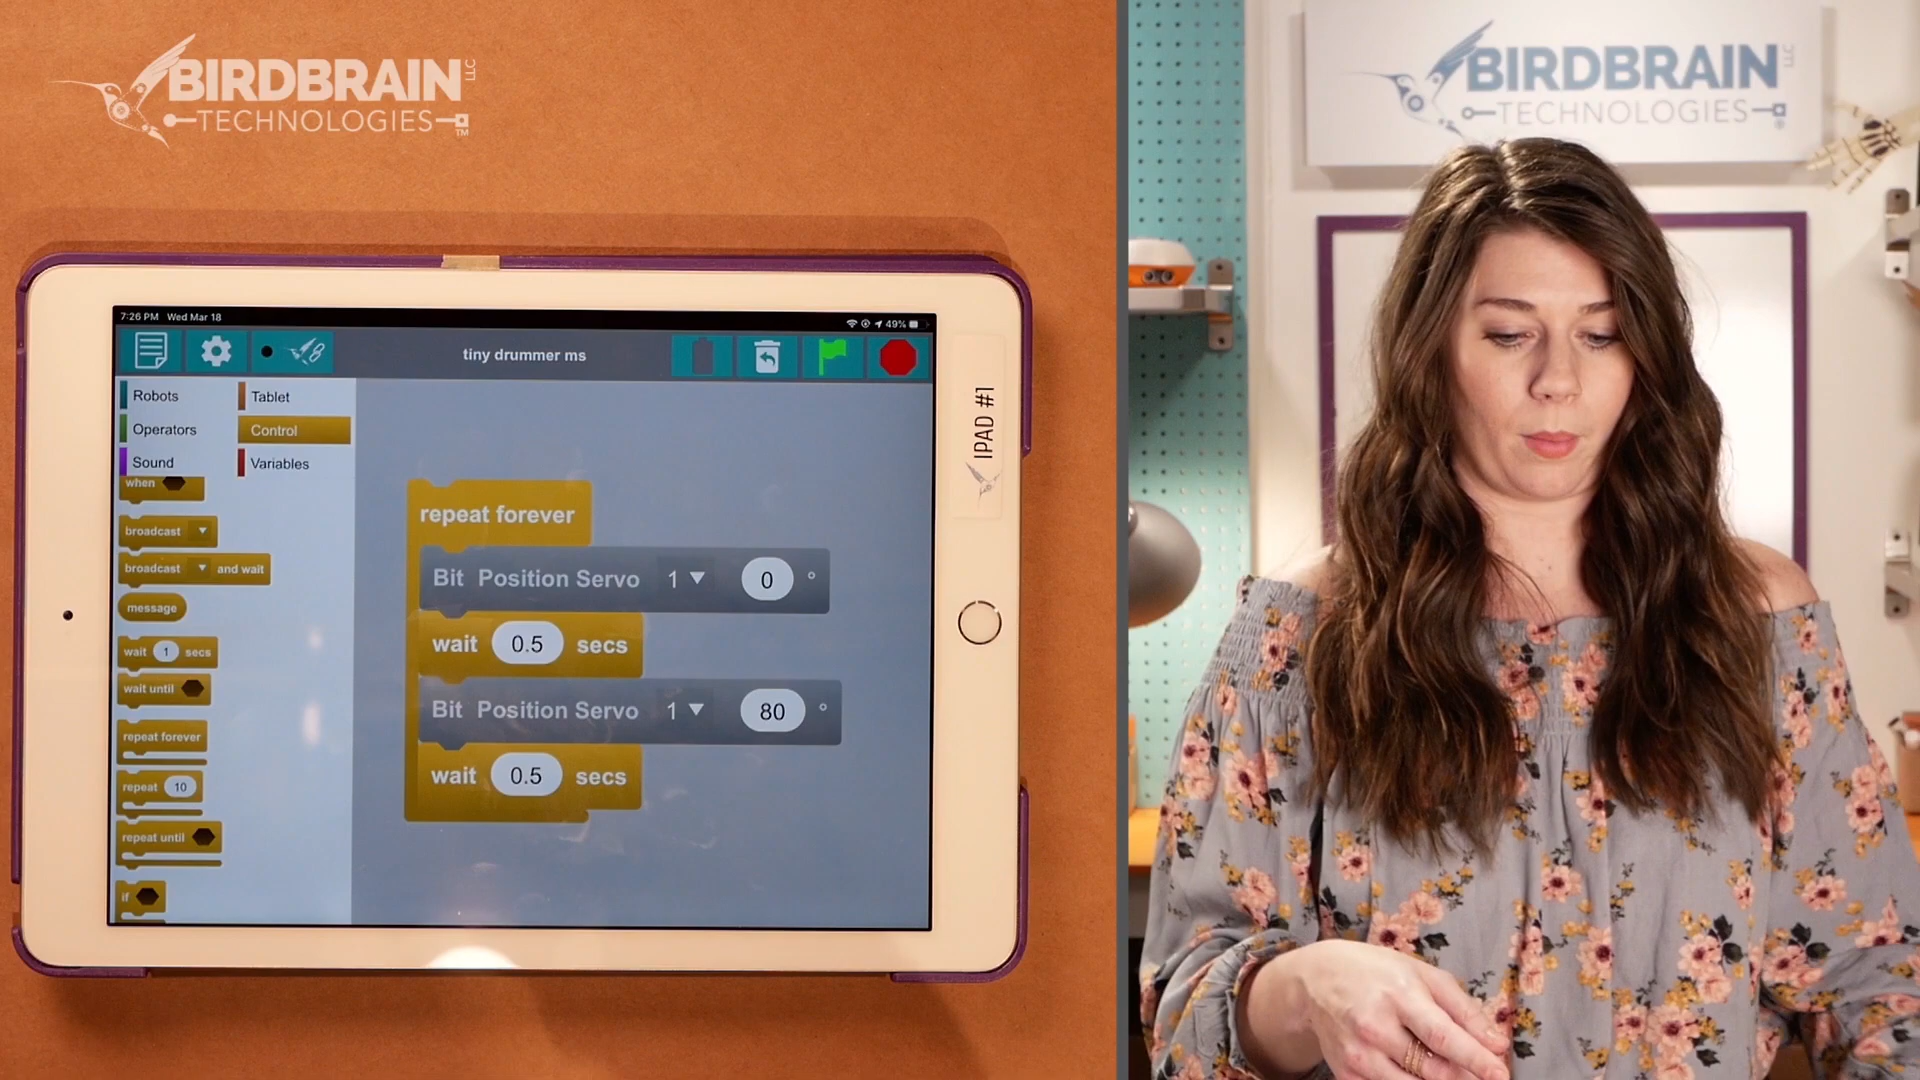 BIRDBRAIN LLC
TECHNOLOGIES TM
BIRDBRAIN LLC
TECHNOLOGIES ®
7:26 PM Wed Mar 18
49%
tiny drummer ms
Robots
Tablet
Operators
Control
Sound
Variables
when
broadcast
broadcast and wait
message
wait 1 secs
wait until
repeat forever
repeat 10
repeat until
if
repeat forever
Bit Position Servo 1 0 °
wait 0.5 secs
Bit Position Servo 1 80 °
wait 0.5 secs
IPAD #1